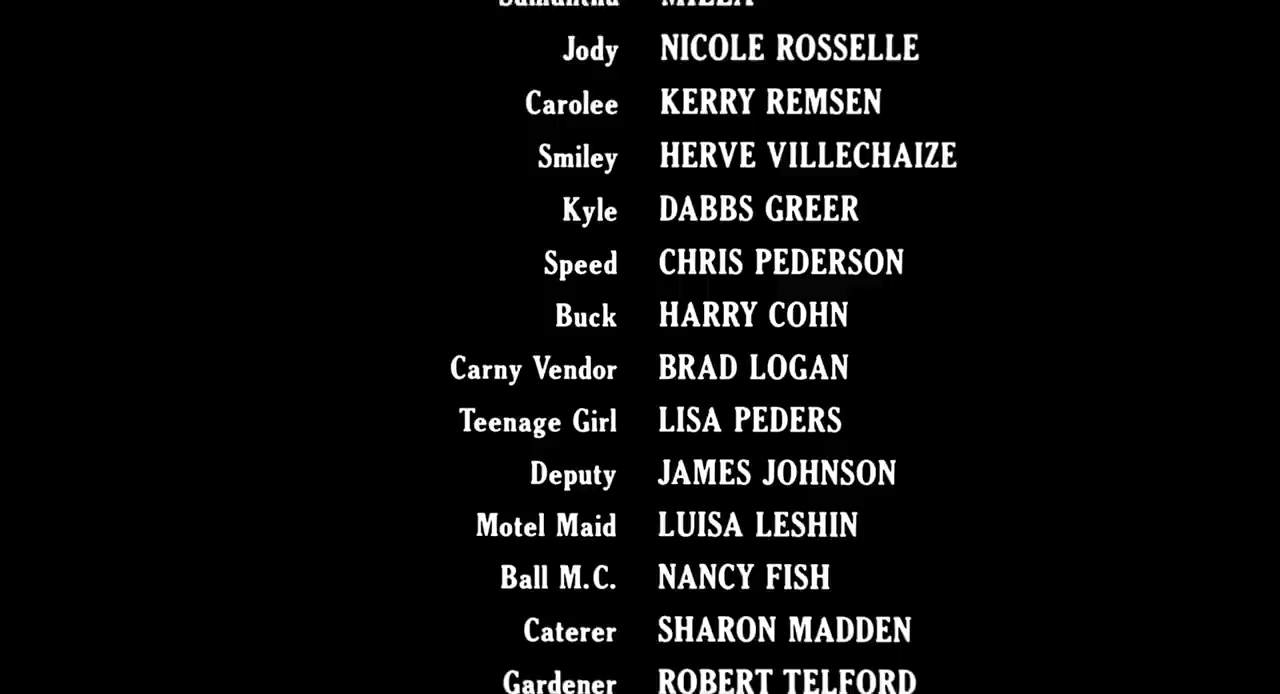 Samantha MILLA
Jody NICOLE ROSSELLE
Carolee KERRY REMSEN
Smiley HERVE VILLECHAIZE
Kyle DABBS GREER
Speed CHRIS PEDERSON
Buck HARRY COHN
Carny Vendor BRAD LOGAN
Teenage Girl LISA PEDERS
Deputy JAMES JOHNSON
Motel Maid LUISA LESHIN
Ball M.C. NANCY FISH
Caterer SHARON MADDEN
Gardener ROBERT TELFORD